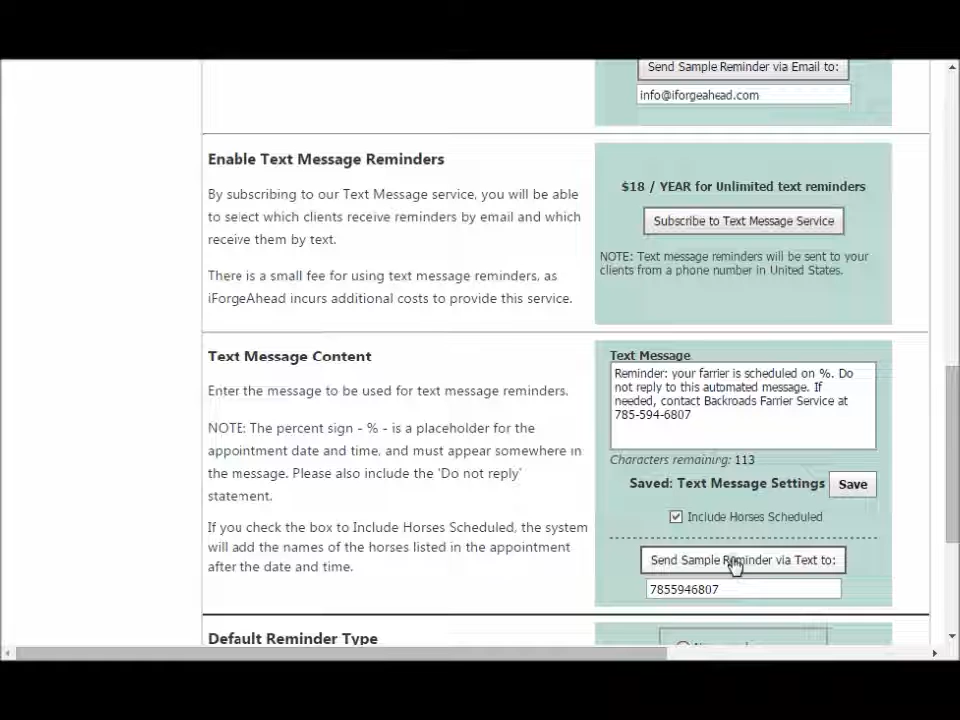 Send Sample Reminder via Email to:
info@iforgeahead.com
Enable Text Message Reminders
By subscribing to our Text Message service, you will be able
to select which clients receive reminders by email and which
receive them by text.
There is a small fee for using text message reminders, as
iForgeAhead incurs additional costs to provide this service.
$18 / YEAR for Unlimited text reminders
Subscribe to Text Message Service
NOTE: Text message reminders will be sent to your
clients from a phone number in United States.
Text Message Content
Enter the message to be used for text message reminders.
NOTE: The percent sign - % - is a placeholder for the
appointment date and time, and must appear somewhere in
the message. Please also include the 'Do not reply'
statement.
If you check the box to Include Horses Scheduled, the system
will add the names of the horses listed in the appointment
after the date and time.
Text Message
Reminder: your farrier is scheduled on %. Do
not reply to this automated message. If
needed, contact Backroads Farrier Service at
785-594-6807
Characters remaining: 113
Saved: Text Message Settings Save
Include Horses Scheduled
Send Sample Reminder via Text to:
7855946807
Default Reminder Type